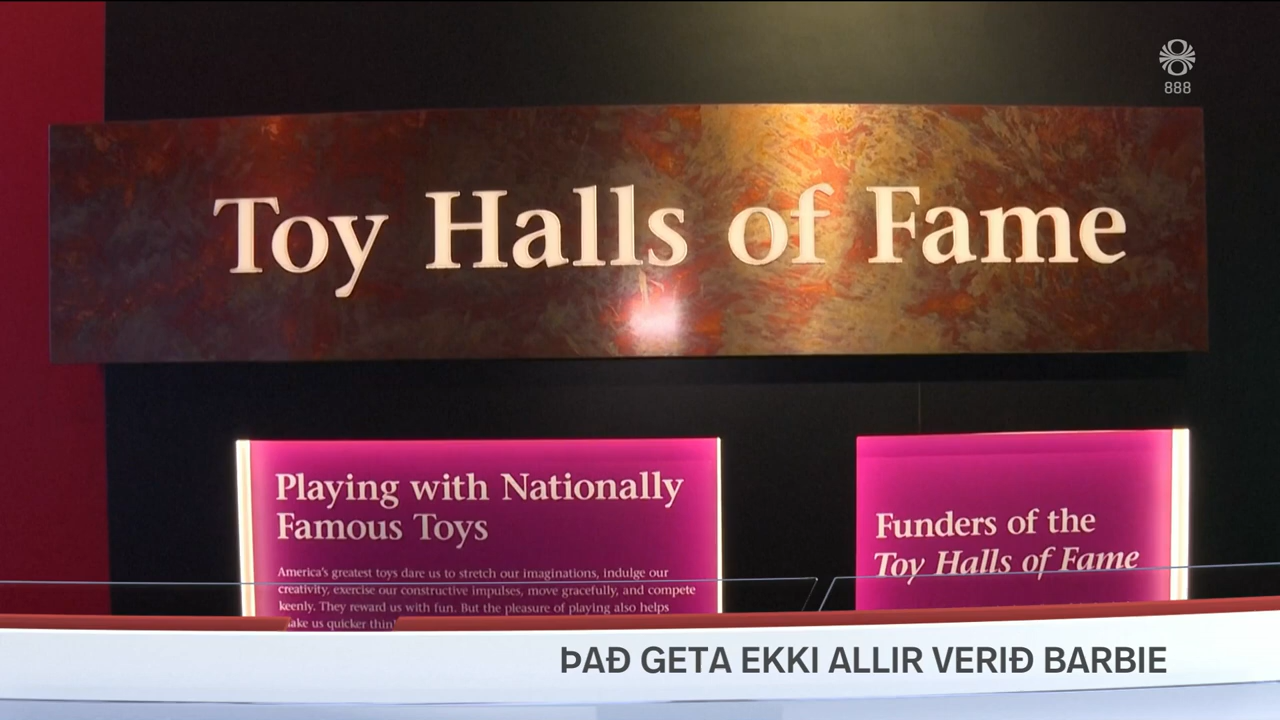 888
Toy Halls of Fame
Playing with Nationally
Famous Toys
America's greatest toys dare us to stretch our imaginations, indulge our
creativity, exercise our constructive impulses, move gracefully, and compete
keenly. They reward us with fun. But the pleasure of playing also helps
us quicker
Funders of the
Toy Halls of Fame
ÞAÐ GETA EKKI ALLIR VERIÐ BARBIE